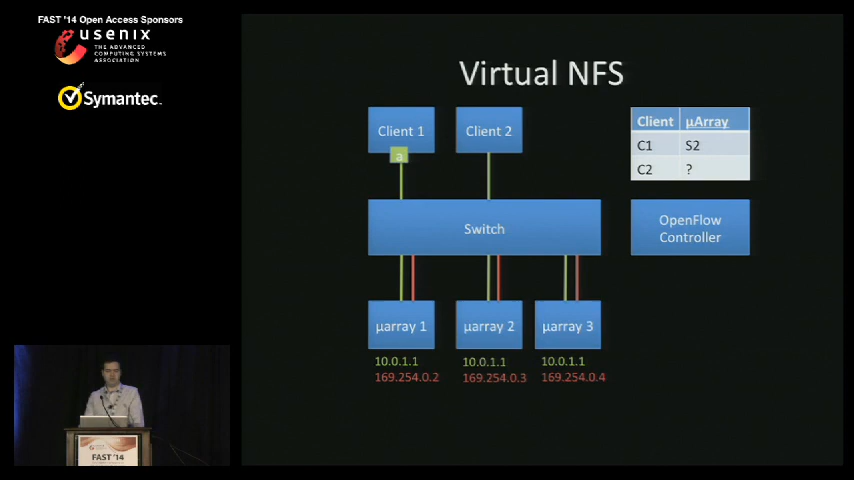 FAST '14 Open Access Sponsors
usenix
THE ADVANCED
COMPUTING SYSTEMS
ASSOCIATION
Symantec.
Virtual NFS
Client 1
Client 2
a
Client µArray
C1 S2
C2 ?
Switch
OpenFlow
Controller
µarray 1
µarray 2
µarray 3
10.0.1.1
169.254.0.2
10.0.1.1
169.254.0.3
10.0.1.1
169.254.0.4
FAST '14